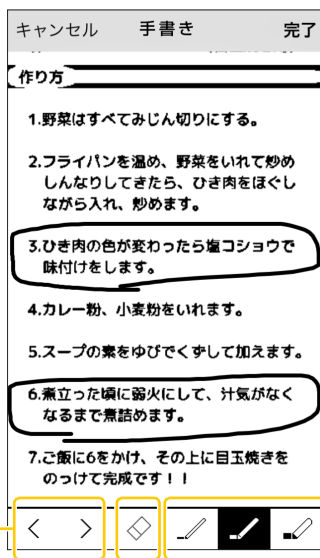 キャンセル 手書き 完了
作り方
1.野菜はすべてみじん切りにする。
2.フライパンを温め、野菜をいれて炒め
しんなりしてきたら、ひき肉をほぐし
ながら入れ、炒めます。
3.ひき肉の色が変わったら塩コショウで
味付けをします。
4.カレー粉、小麦粉をいれます。
5.スープの素をゆびでくずして加えます。
6.煮立った頃に弱火にして、汁気がなく
なるまで煮詰めます。
7.ご飯に6をかけ、その上に目玉焼きを
のっけて完成です!!